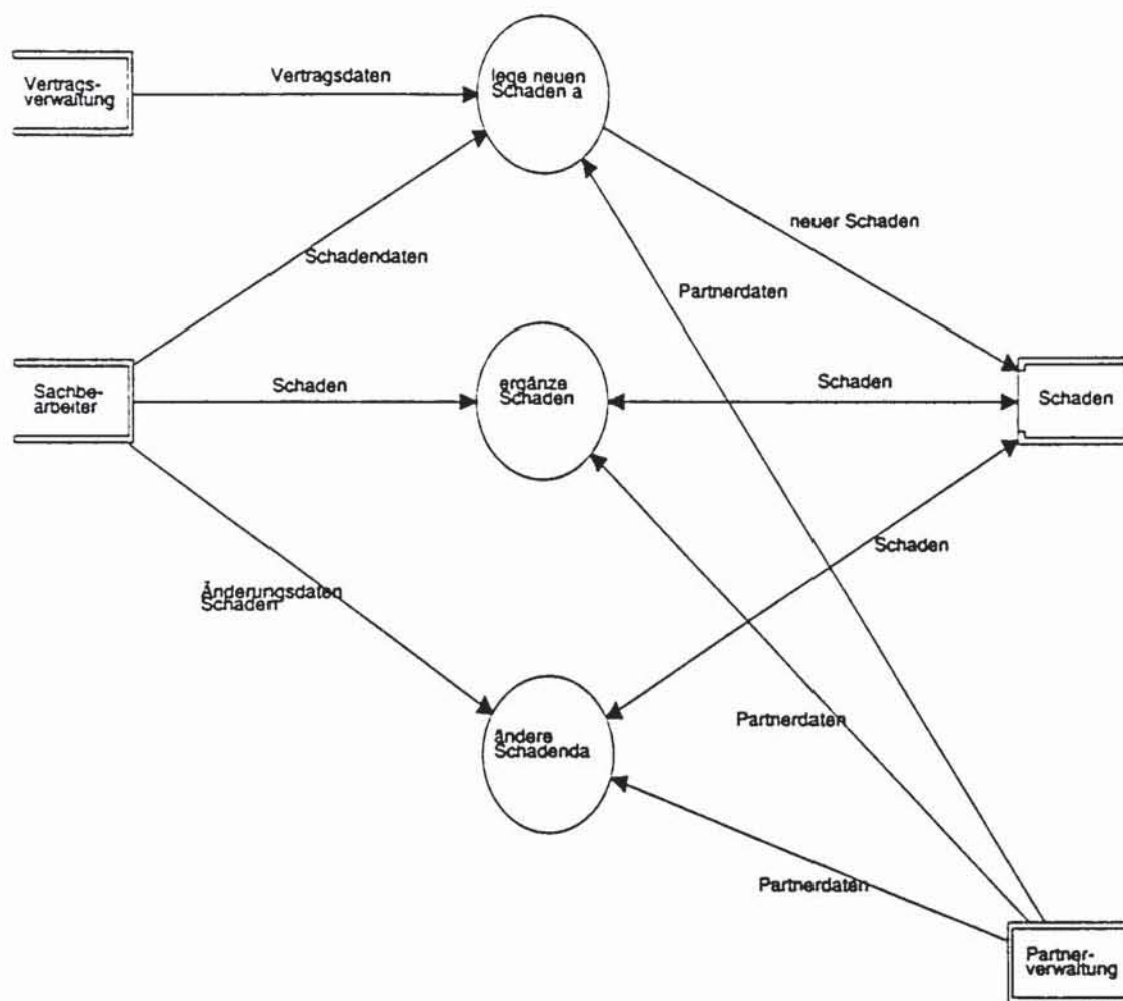 Vertrags-
verwaltung
Vertragsdaten
lege neuen
Schaden a
neuer Schaden
Schadendaten
Partnerdaten
Sachbe-
arbeiter
Schaden
ergänze
Schaden
Schaden
Schaden
Schaden
Änderungsdaten
Schaden
ändere
Schadenda
Partnerdaten
Partnerdaten
Partner-
verwaltung